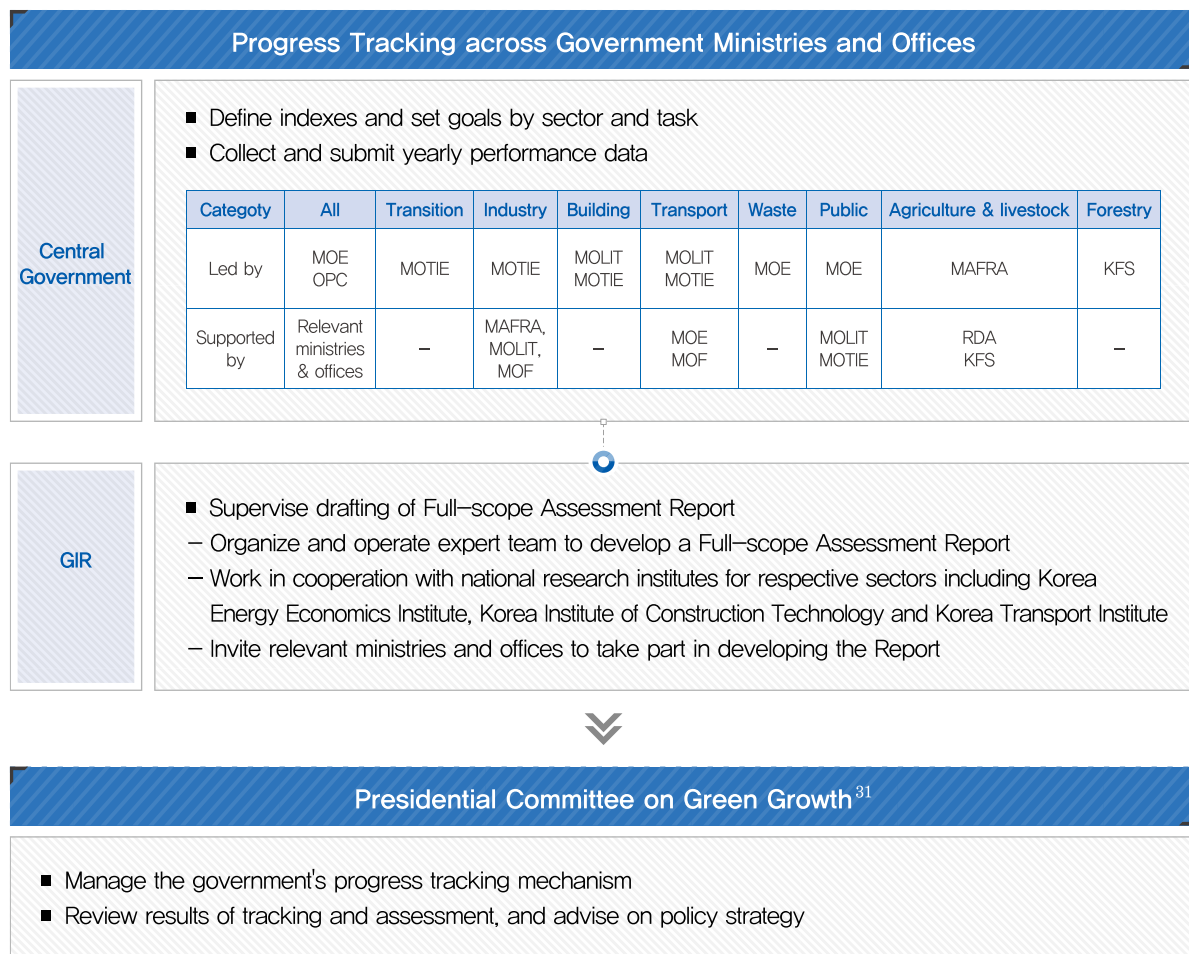 Progress Tracking across Government Ministries and Offices
Central
Government
■ Define indexes and set goals by sector and task
■ Collect and submit yearly performance data
Categoty All Transition Industry Building Transport Waste Public Agriculture & livestock Forestry
Led by MOE OPC MOTIE MOTIE MOLIT MOTIE MOLIT MOTIE MOE MOE MAFRA KFS
Supported by Relevant ministries & offices – MAFRA, MOLIT, MOF – MOE MOF – MOLIT MOTIE RDA KFS –
GIR
■ Supervise drafting of Full-scope Assessment Report
– Organize and operate expert team to develop a Full-scope Assessment Report
– Work in cooperation with national research institutes for respective sectors including Korea
Energy Economics Institute, Korea Institute of Construction Technology and Korea Transport Institute
– Invite relevant ministries and offices to take part in developing the Report
Presidential Committee on Green Growth31
■ Manage the government's progress tracking mechanism
■ Review results of tracking and assessment, and advise on policy strategy